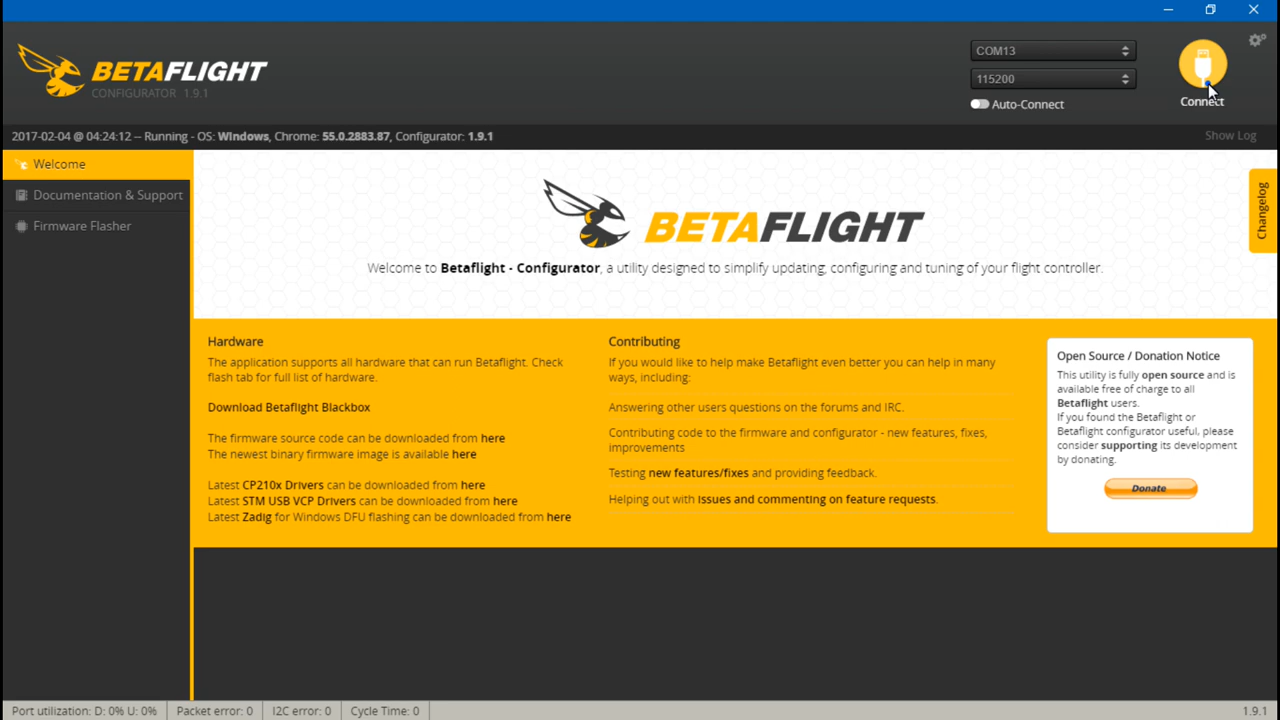 BETAFLIGHT
CONFIGURATOR 1.9.1
COM13
115200
Auto-Connect
Connect
2017-02-04 @ 04:24:12 -- Running - OS: Windows, Chrome: 55.0.2883.87, Configurator: 1.9.1
Show Log
Welcome
Documentation & Support
Firmware Flasher
BETAFLIGHT
Welcome to Betaflight - Configurator, a utility designed to simplify updating, configuring and tuning of your flight controller.
Changelog
Hardware
The application supports all hardware that can run Betaflight. Check
flash tab for full list of hardware.
Download Betaflight Blackbox
The firmware source code can be downloaded from here
The newest binary firmware image is available here
Latest CP210x Drivers can be downloaded from here
Latest STM USB VCP Drivers can be downloaded from here
Latest Zadig for Windows DFU flashing can be downloaded from here
Contributing
If you would like to help make Betaflight even better you can help in many
ways, including:
Answering other users questions on the forums and IRC.
Contributing code to the firmware and configurator - new features, fixes,
improvements
Testing new features/fixes and providing feedback.
Helping out with issues and commenting on feature requests.
Open Source / Donation Notice
This utility is fully open source and is
available free of charge to all
Betaflight users.
If you found the Betaflight or
Betaflight configurator useful, please
consider supporting its development
by donating.
Donate
Port utilization: D: 0% U: 0%
Packet error: 0
I2C error: 0
Cycle Time: 0
1.9.1